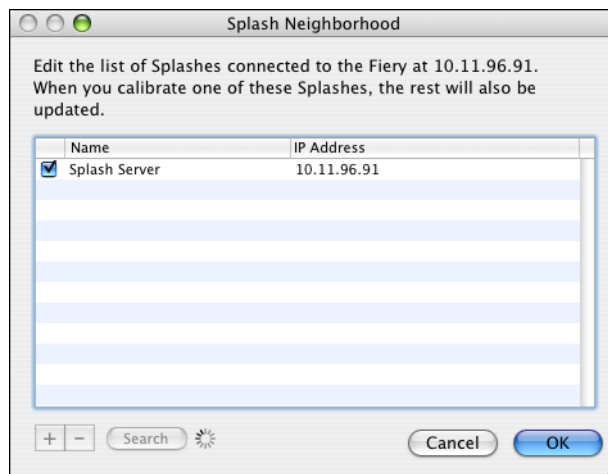 Splash Neighborhood
Edit the list of Splashes connected to the Fiery at 10.11.96.91.
When you calibrate one of these Splashes, the rest will also be
updated.
Name IP Address
Splash Server 10.11.96.91
+ − Search Cancel OK